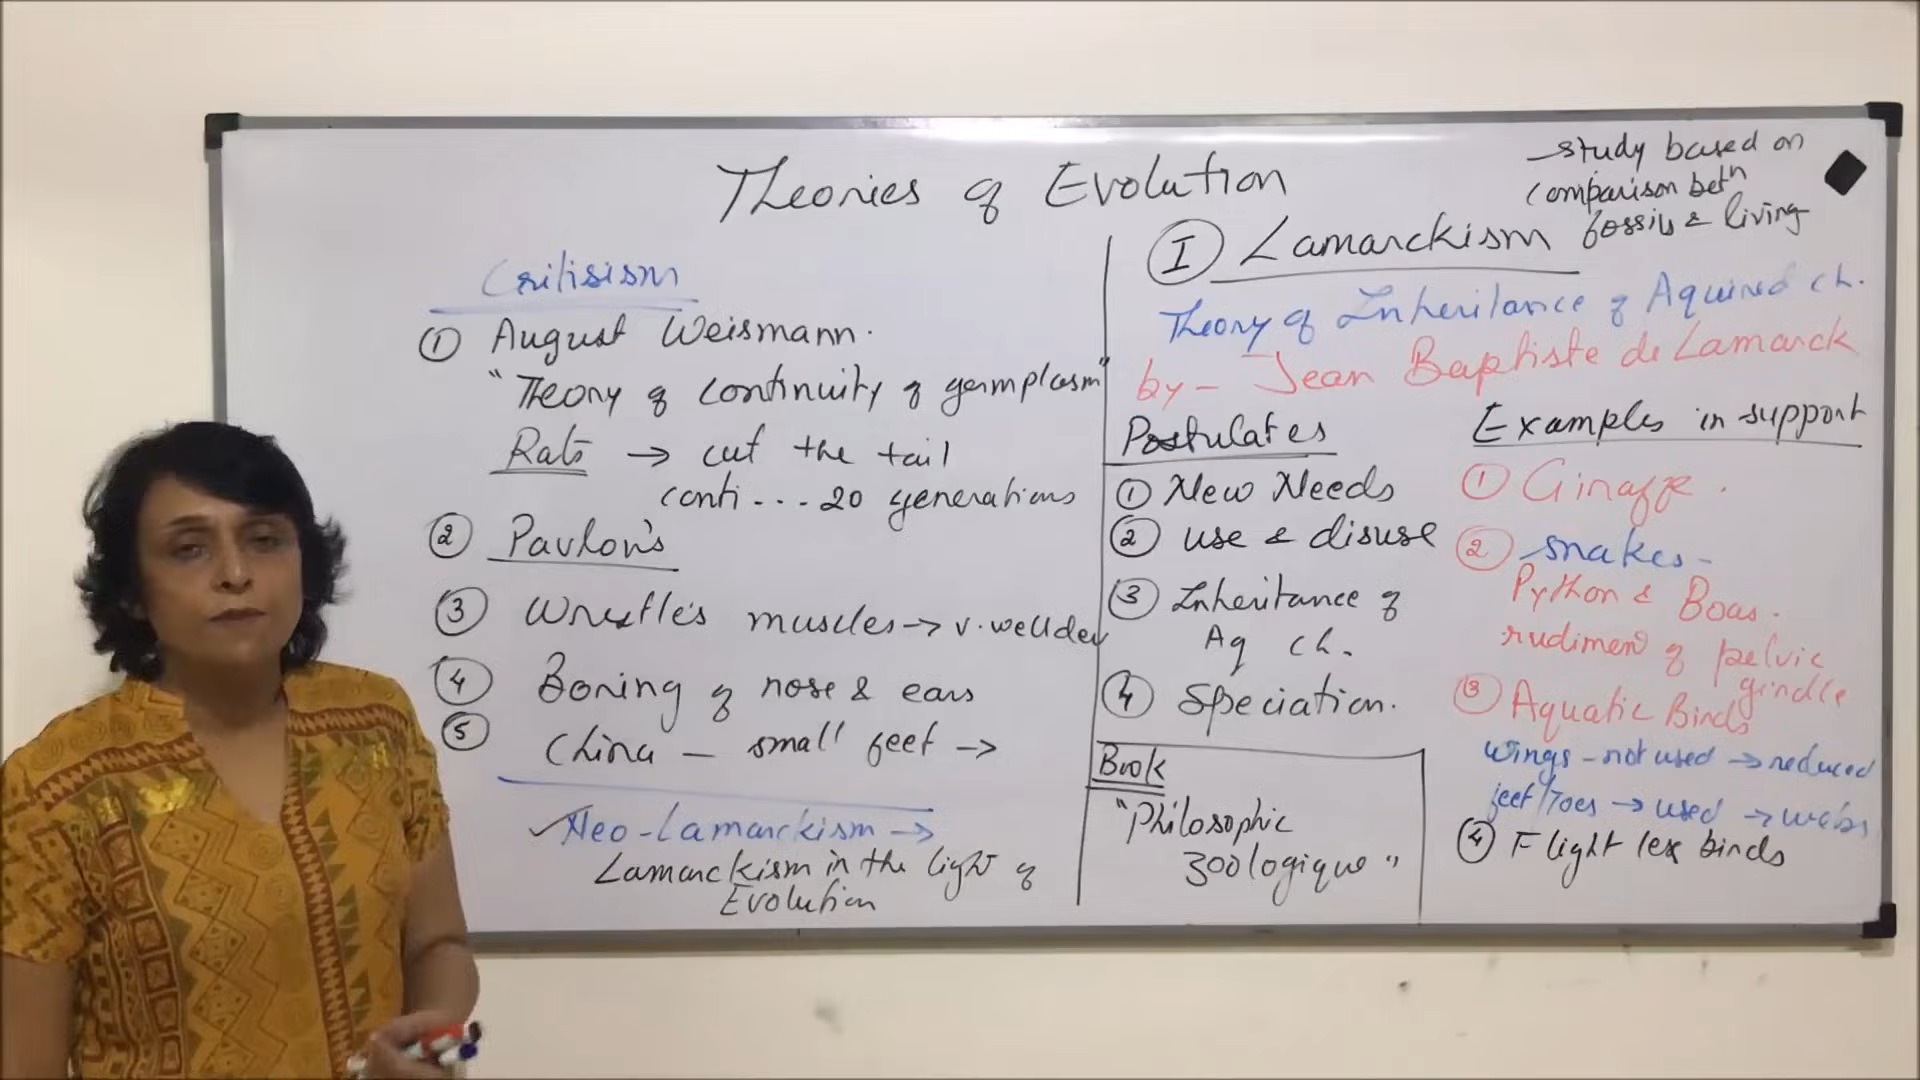 Theories of Evolution
Critisism
① August Weismann.
"Theory of continuity of germplasm"
Rats → cut the tail
conti ... 20 generations
② Pavlov's
③ Wrestle's muscles → v. well dev
④ Boring of nose & ears
⑤ China — small feet →
✓ Neo-Lamarckism →
Lamarckism in the light of
Evolution
– study based on
comparison betn
fossils & living
Ⓘ Lamarckism
Theory of Inheritance of Aquired ch.
by – Jean Baptiste de Lamarck
Postulates
① New Needs
② use & disuse
③ Inheritance of
Aq ch.
④ Speciation.
Book
"Philosophic
zoologique"
Examples in support
① Giraffe.
② snakes –
Python & Boas.
rudimen of pelvic
girdle
③ Aquatic Birds
wings – not used → reduced
feet/Toes → used → webs
④ Flight less birds